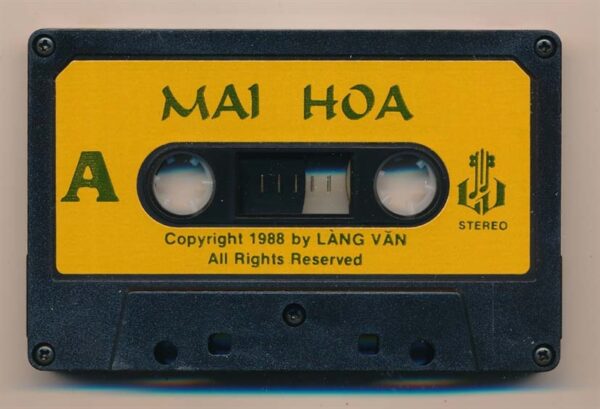 MAI HOA
A
STEREO
Copyright 1988 by LÀNG VĂN
All Rights Reserved